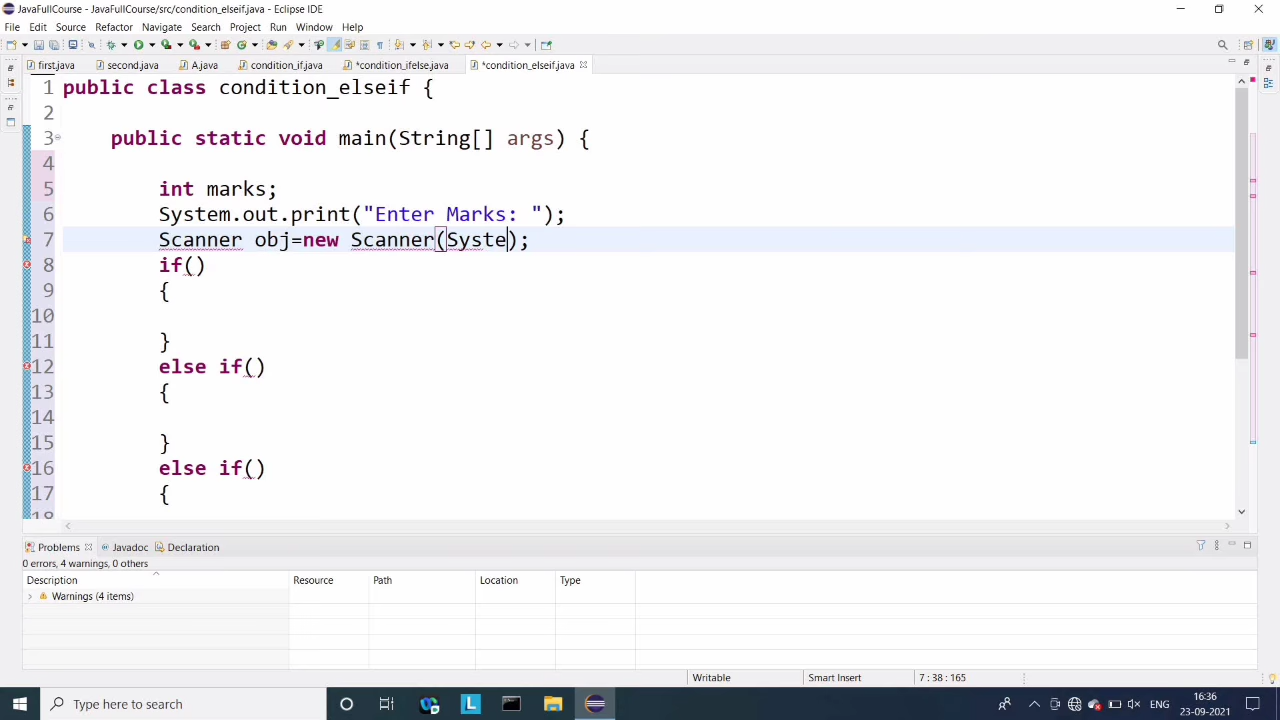 JavaFullCourse - JavaFullCourse/src/condition_elseif.java - Eclipse IDE
File Edit Source Refactor Navigate Search Project Run Window Help
first.java second.java A.java condition_if.java *condition_ifelse.java *condition_elseif.java
1 public class condition_elseif {
2
3 public static void main(String[] args) {
4
5 int marks;
6 System.out.print("Enter Marks: ");
7 Scanner obj=new Scanner(Syste);
8 if()
9 {
10
11 }
12 else if()
13 {
14
15 }
16 else if()
17 {
18
Problems Javadoc Declaration
0 errors, 4 warnings, 0 others
Description Resource Path Location Type
Warnings (4 items)
Writable Smart Insert 7 : 38 : 165
Type here to search
L
ENG
16:36
23-09-2021